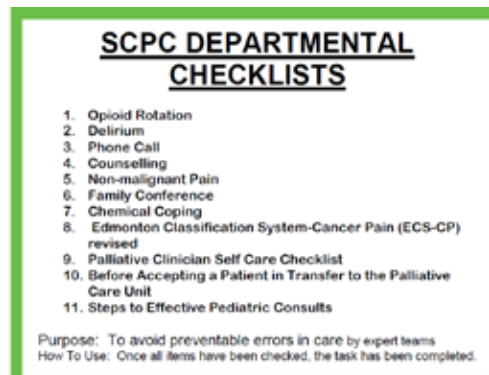 SCPC DEPARTMENTAL
CHECKLISTS
1. Opioid Rotation
2. Delirium
3. Phone Call
4. Counselling
5. Non-malignant Pain
6. Family Conference
7. Chemical Coping
8. Edmonton Classification System-Cancer Pain (ECS-CP)
revised
9. Palliative Clinician Self Care Checklist
10. Before Accepting a Patient in Transfer to the Palliative
Care Unit
11. Steps to Effective Pediatric Consults
Purpose: To avoid preventable errors in care by expert teams
How To Use: Once all items have been checked, the task has been completed.